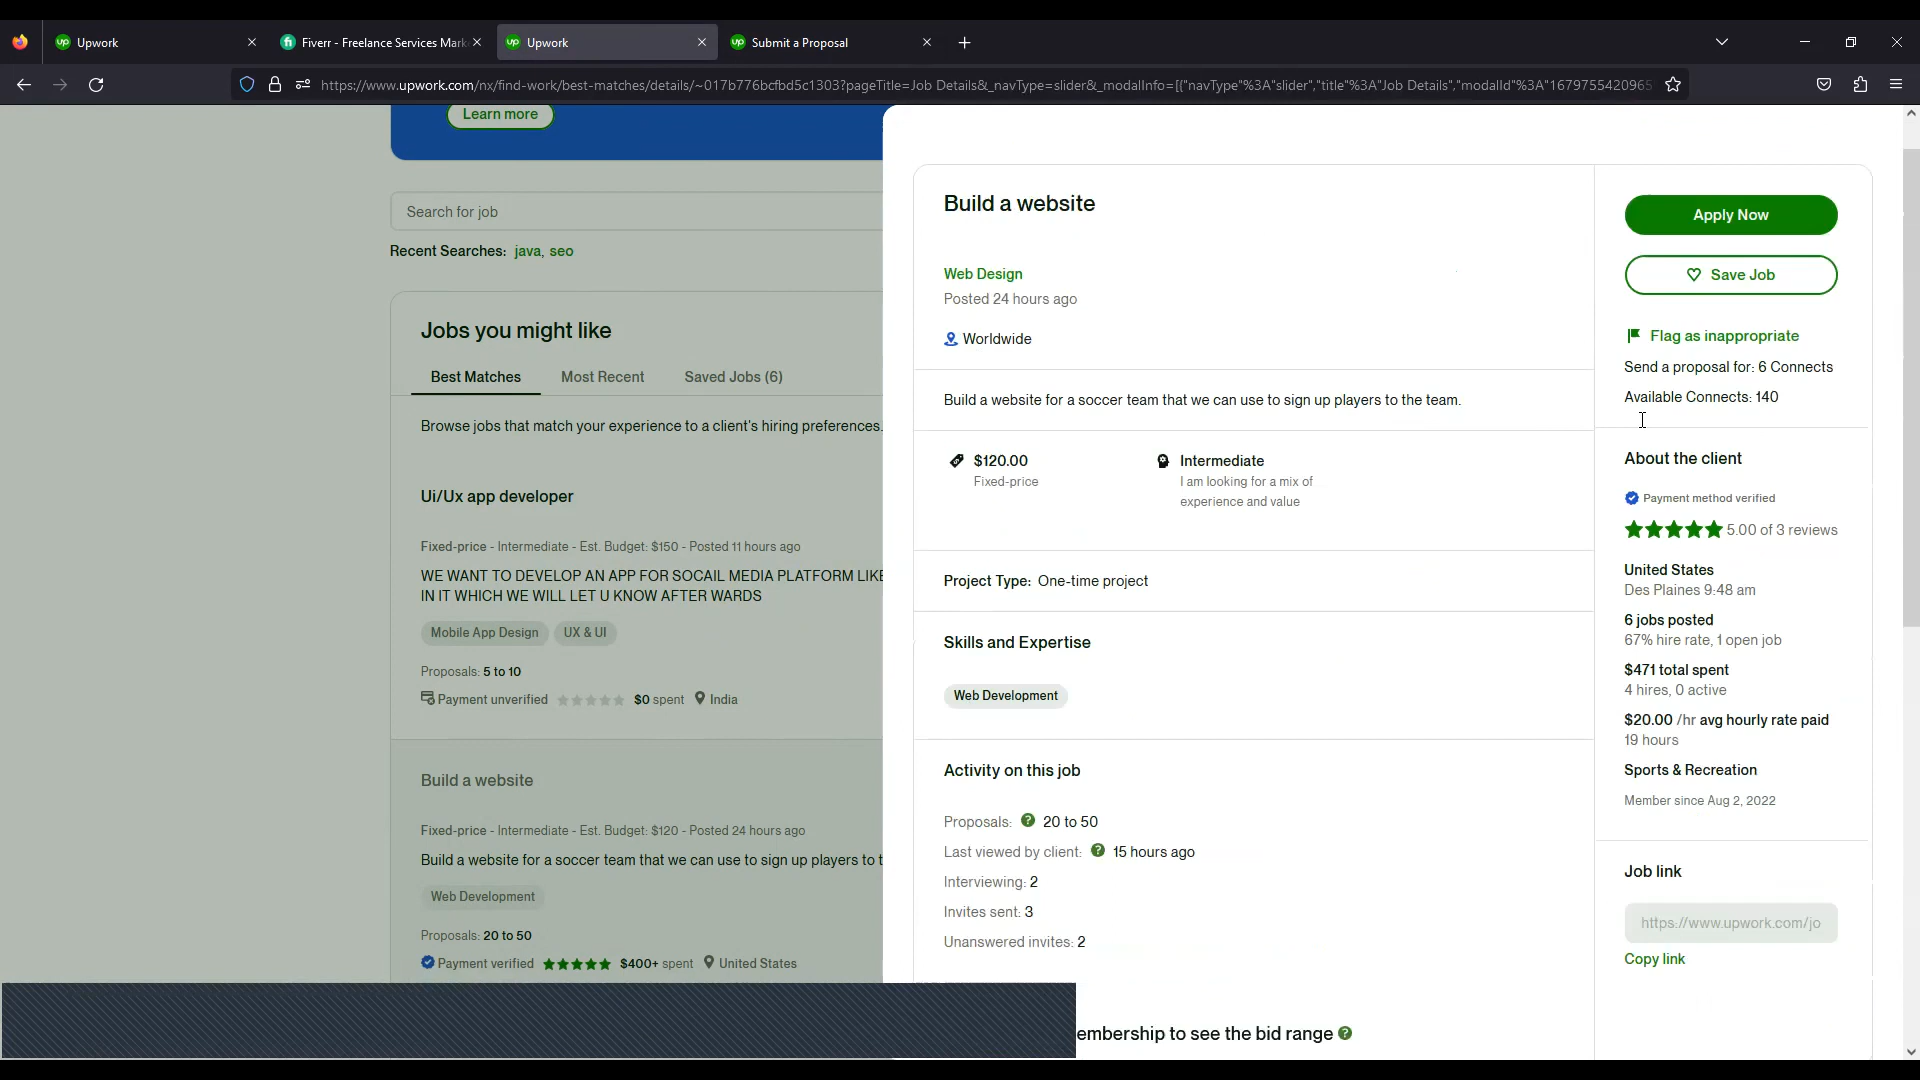 Upwork
Fiverr - Freelance Services Mark
Upwork
Submit a Proposal
https://www.upwork.com/nx/find-work/best-matches/details/~017b776bcfbd5c1303?pageTitle=Job Details&_navType=slider&_modalInfo=[{"navType"%3A"slider","title"%3A"Job Details","modalId"%3A"1679755420965
Learn more
Search for job
Recent Searches: java, seo
Jobs you might like
Best Matches
Most Recent
Saved Jobs (6)
Browse jobs that match your experience to a client's hiring preferences.
Ui/Ux app developer
Fixed-price - Intermediate - Est. Budget: $150 - Posted 11 hours ago
WE WANT TO DEVELOP AN APP FOR SOCAIL MEDIA PLATFORM LIKE
IN IT WHICH WE WILL LET U KNOW AFTER WARDS
Mobile App Design
UX & UI
Proposals: 5 to 10
Payment unverified
$0 spent
India
Build a website
Fixed-price - Intermediate - Est. Budget: $120 - Posted 24 hours ago
Build a website for a soccer team that we can use to sign up players to t
Web Development
Proposals: 20 to 50
Payment verified
$400+ spent
United States
Build a website
Web Design
Posted 24 hours ago
Worldwide
Build a website for a soccer team that we can use to sign up players to the team.
$120.00
Fixed-price
Intermediate
I am looking for a mix of
experience and value
Project Type: One-time project
Skills and Expertise
Web Development
Activity on this job
Proposals: ? 20 to 50
Last viewed by client: ? 15 hours ago
Interviewing: 2
Invites sent: 3
Unanswered invites: 2
embership to see the bid range ?
Apply Now
Save Job
Flag as inappropriate
Send a proposal for: 6 Connects
Available Connects: 140
About the client
Payment method verified
5.00 of 3 reviews
United States
Des Plaines 9:48 am
6 jobs posted
67% hire rate, 1 open job
$471 total spent
4 hires, 0 active
$20.00 /hr avg hourly rate paid
19 hours
Sports & Recreation
Member since Aug 2, 2022
Job link
https://www.upwork.com/jo
Copy link